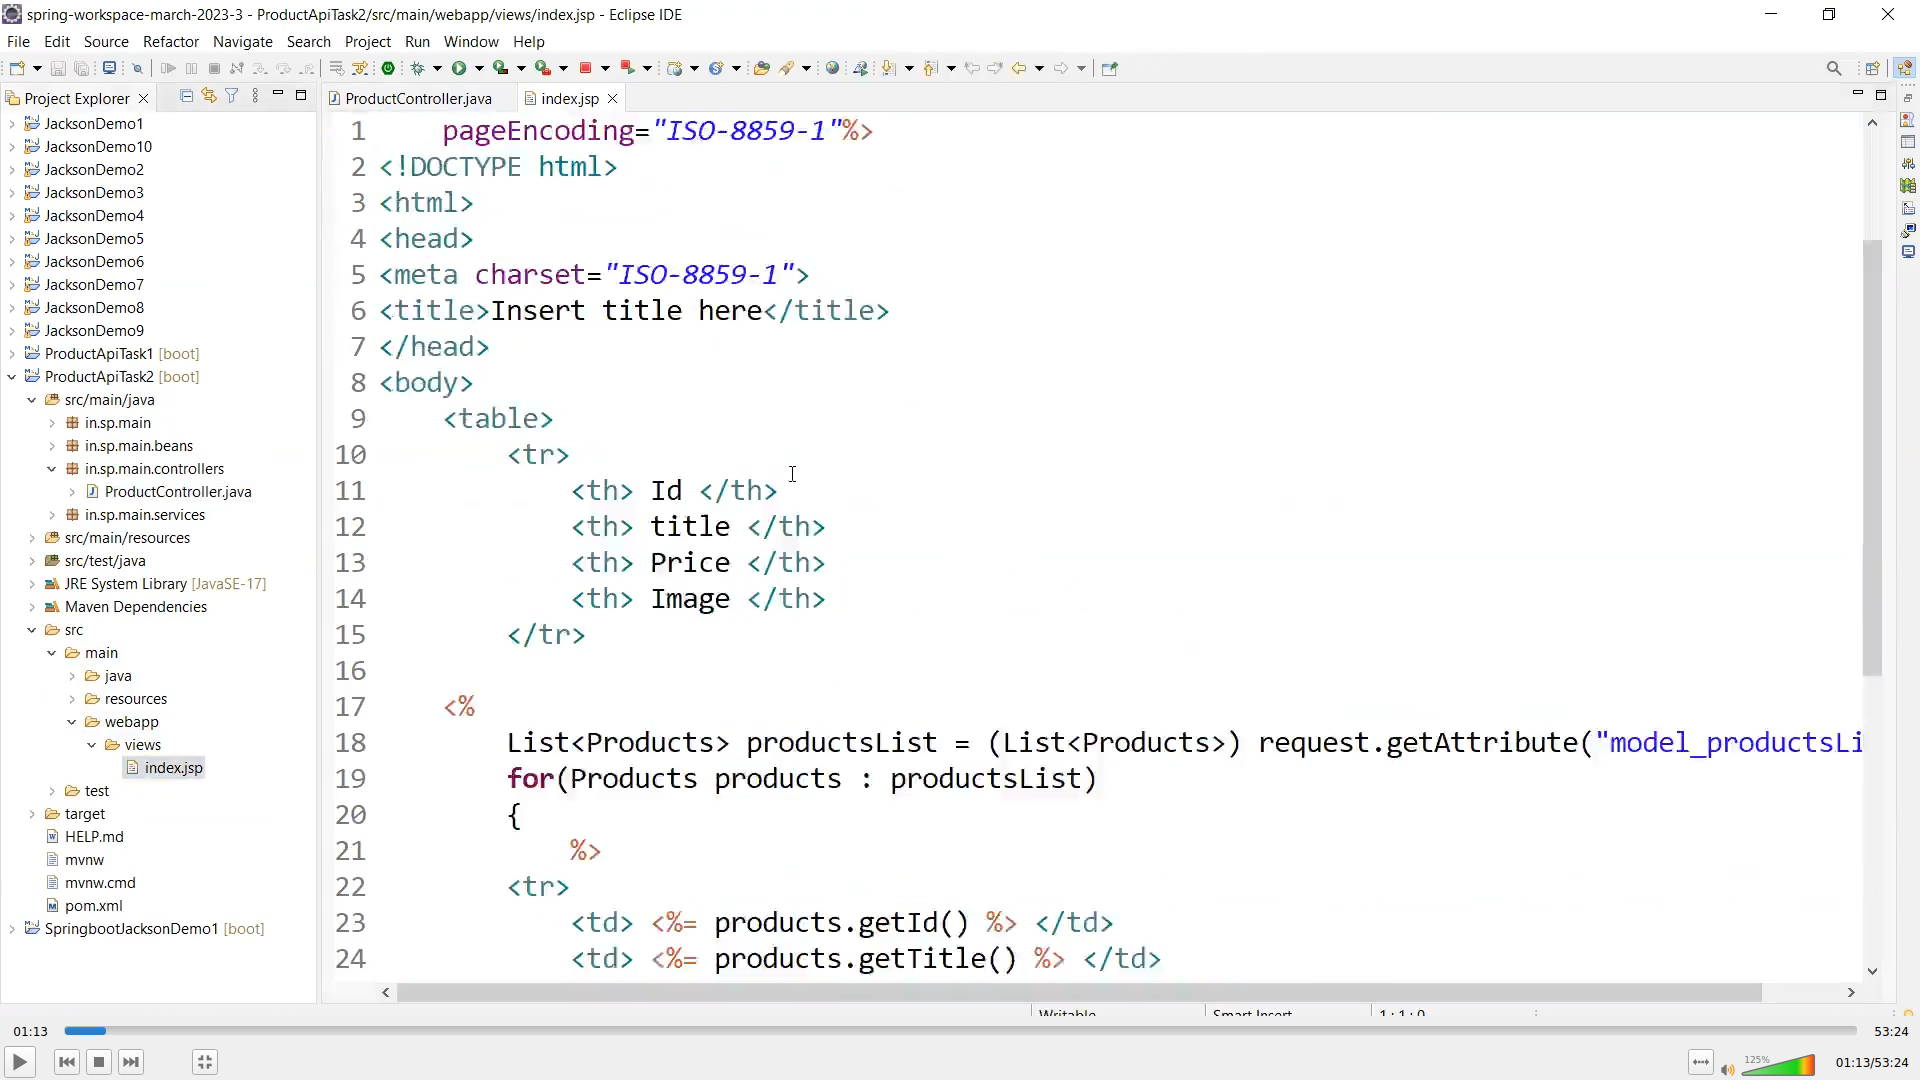 spring-workspace-march-2023-3 - ProductApiTask2/src/main/webapp/views/index.jsp - Eclipse IDE
File Edit Source Refactor Navigate Search Project Run Window Help
Project Explorer
ProductController.java
index.jsp
JacksonDemo1
JacksonDemo10
JacksonDemo2
JacksonDemo3
JacksonDemo4
JacksonDemo5
JacksonDemo6
JacksonDemo7
JacksonDemo8
JacksonDemo9
ProductApiTask1 [boot]
ProductApiTask2 [boot]
src/main/java
in.sp.main
in.sp.main.beans
in.sp.main.controllers
ProductController.java
in.sp.main.services
src/main/resources
src/test/java
JRE System Library [JavaSE-17]
Maven Dependencies
src
main
java
resources
webapp
views
index.jsp
test
target
HELP.md
mvnw
mvnw.cmd
pom.xml
SpringbootJacksonDemo1 [boot]
1 pageEncoding="ISO-8859-1"%>
2 <!DOCTYPE html>
3 <html>
4 <head>
5 <meta charset="ISO-8859-1">
6 <title>Insert title here</title>
7 </head>
8 <body>
9 <table>
10 <tr>
11 <th> Id </th>
12 <th> title </th>
13 <th> Price </th>
14 <th> Image </th>
15 </tr>
16
17 <%
18 List<Products> productsList = (List<Products>) request.getAttribute("model_productsLi
19 for(Products products : productsList)
20 {
21 %>
22 <tr>
23 <td> <%= products.getId() %> </td>
24 <td> <%= products.getTitle() %> </td>
Writable Smart Insert 1 : 1 : 0
01:13 53:24
125% 01:13/53:24